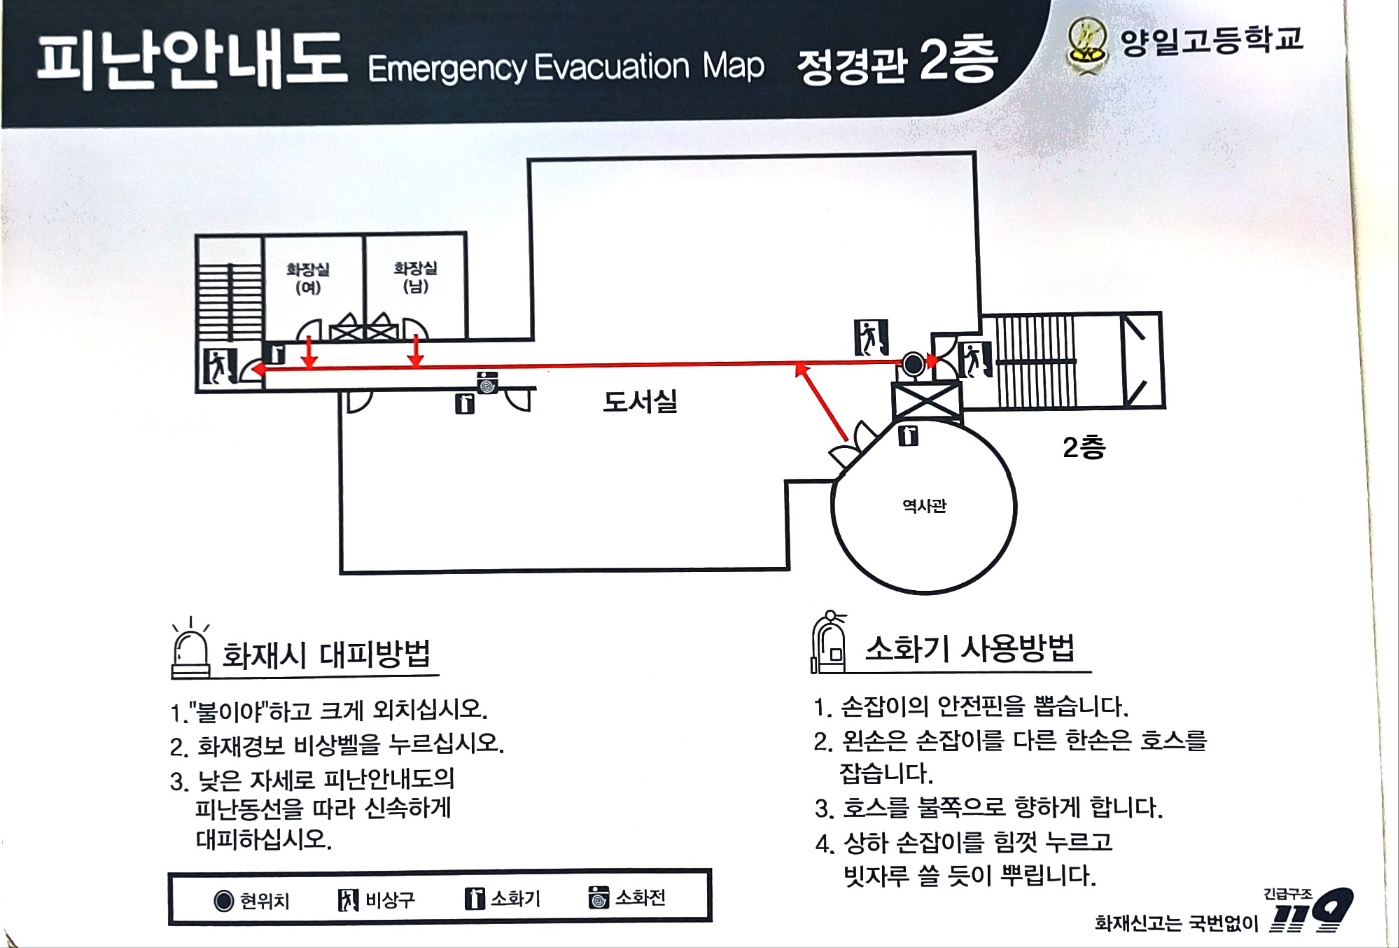 피난안내도 Emergency Evacuation Map 정경관 2층
양일고등학교
화장실
(여)
화장실
(남)
도서실
2층
역사관
화재시 대피방법
1."불이야"하고 크게 외치십시오.
2. 화재경보 비상벨을 누르십시오.
3. 낮은 자세로 피난안내도의
피난동선을 따라 신속하게
대피하십시오.
소화기 사용방법
1. 손잡이의 안전핀을 뽑습니다.
2. 왼손은 손잡이를 다른 한손은 호스를
잡습니다.
3. 호스를 불쪽으로 향하게 합니다.
4. 상하 손잡이를 힘껏 누르고
빗자루 쓸 듯이 뿌립니다.
현위치 비상구 소화기 소화전
긴급구조
화재신고는 국번없이 119